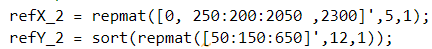 refX_2 = repmat([0, 250:200:2050 ,2300]',5,1);
refY_2 = sort(repmat([50:150:650]',12,1));